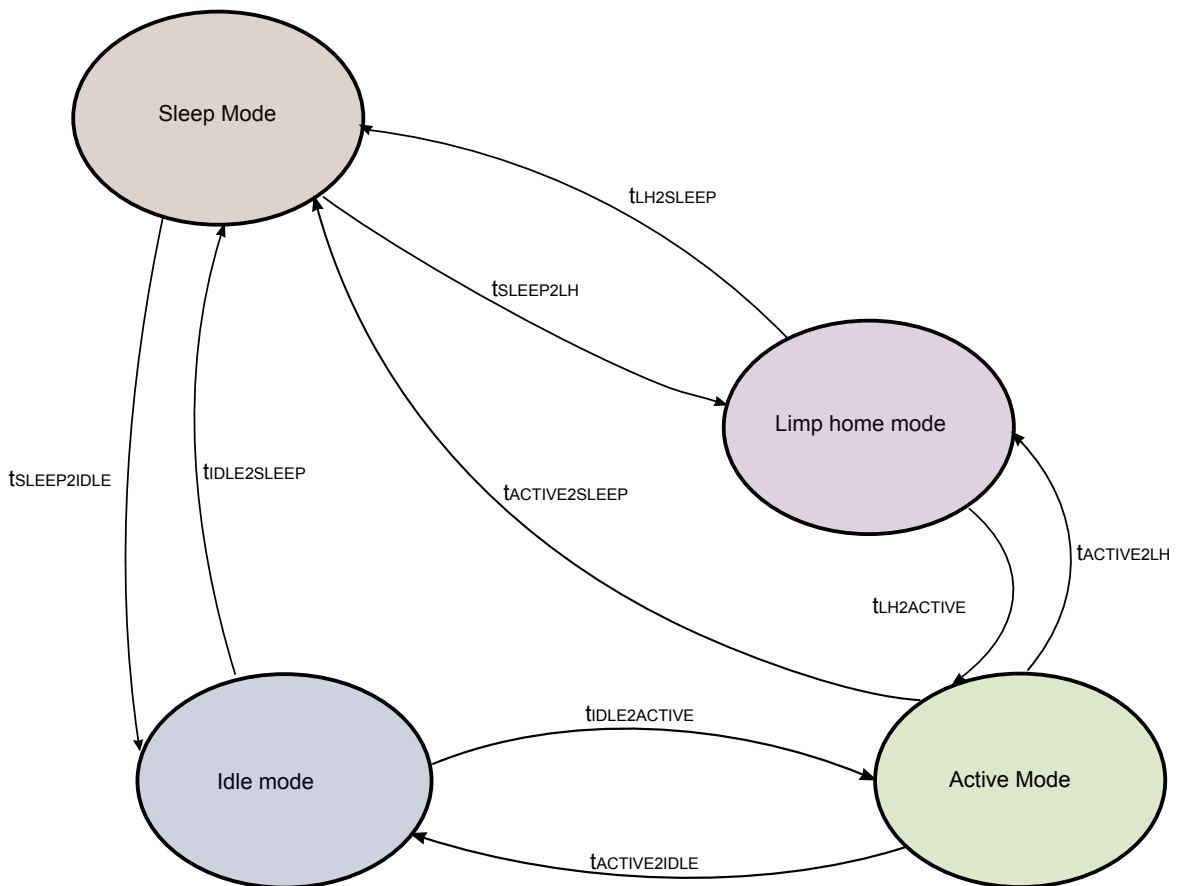 Sleep Mode
tLH2SLEEP
tSLEEP2LH
Limp home mode
tSLEEP2IDLE
tIDLE2SLEEP
tACTIVE2SLEEP
tACTIVE2LH
tLH2ACTIVE
tIDLE2ACTIVE
Idle mode
Active Mode
tACTIVE2IDLE